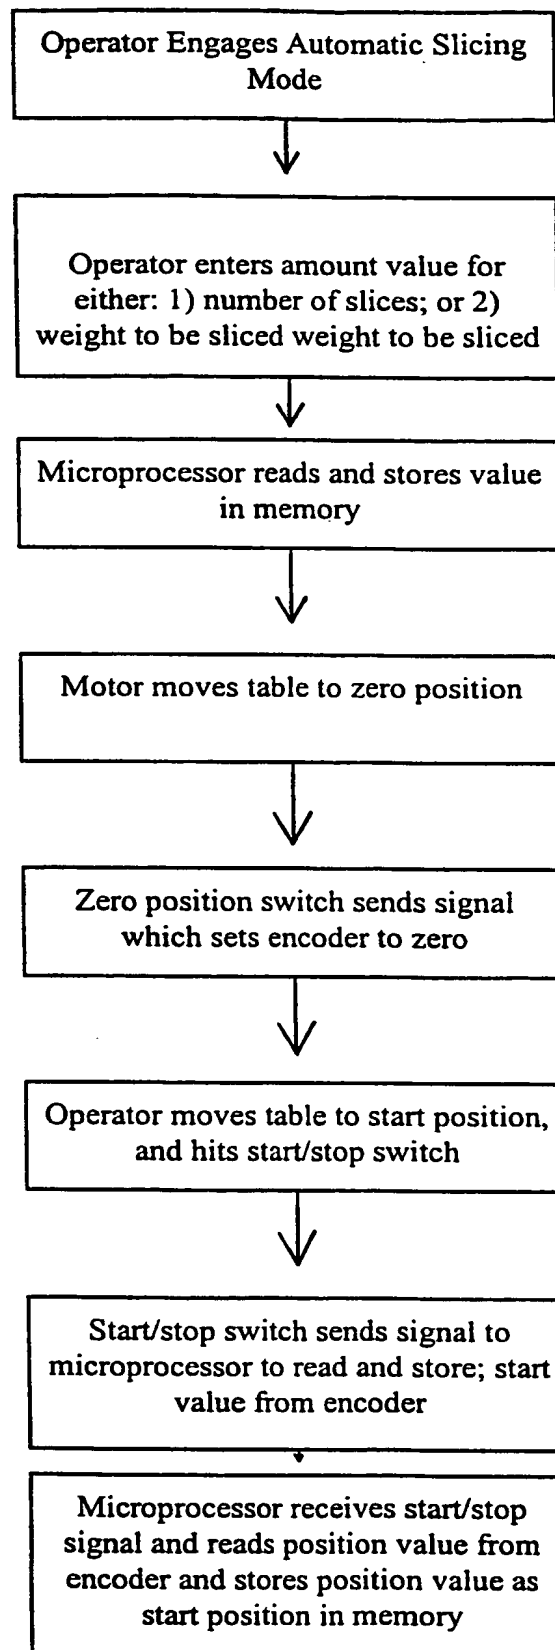 Operator Engages Automatic Slicing
Mode
Operator enters amount value for
either: 1) number of slices; or 2)
weight to be sliced weight to be sliced
Microprocessor reads and stores value
in memory
Motor moves table to zero position
Zero position switch sends signal
which sets encoder to zero
Operator moves table to start position,
and hits start/stop switch
Start/stop switch sends signal to
microprocessor to read and store; start
value from encoder
Microprocessor receives start/stop
signal and reads position value from
encoder and stores position value as
start position in memory